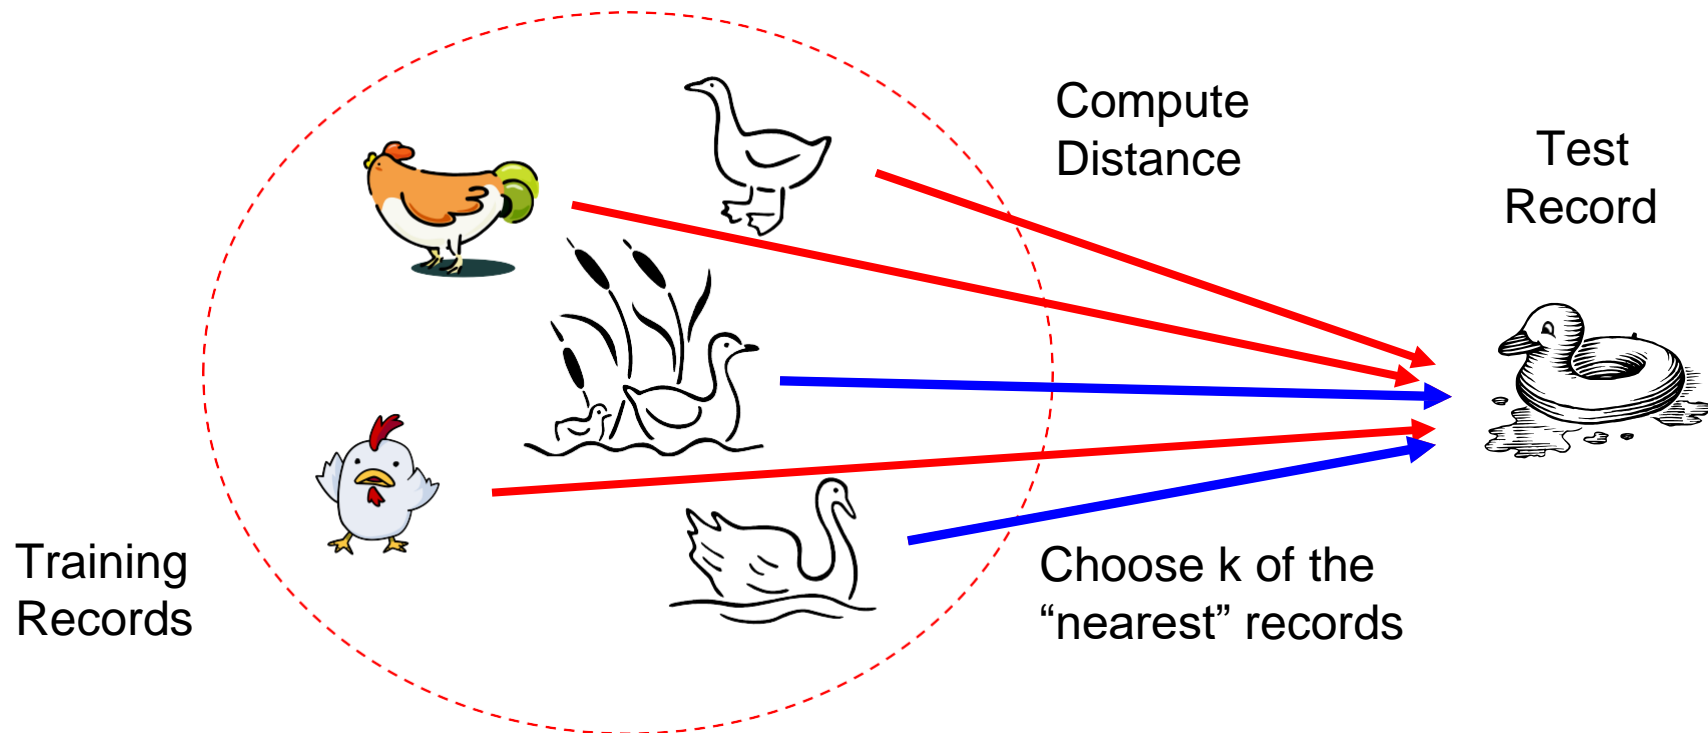 Compute
Distance
Test
Record
Training
Records
Choose k of the
“nearest” records